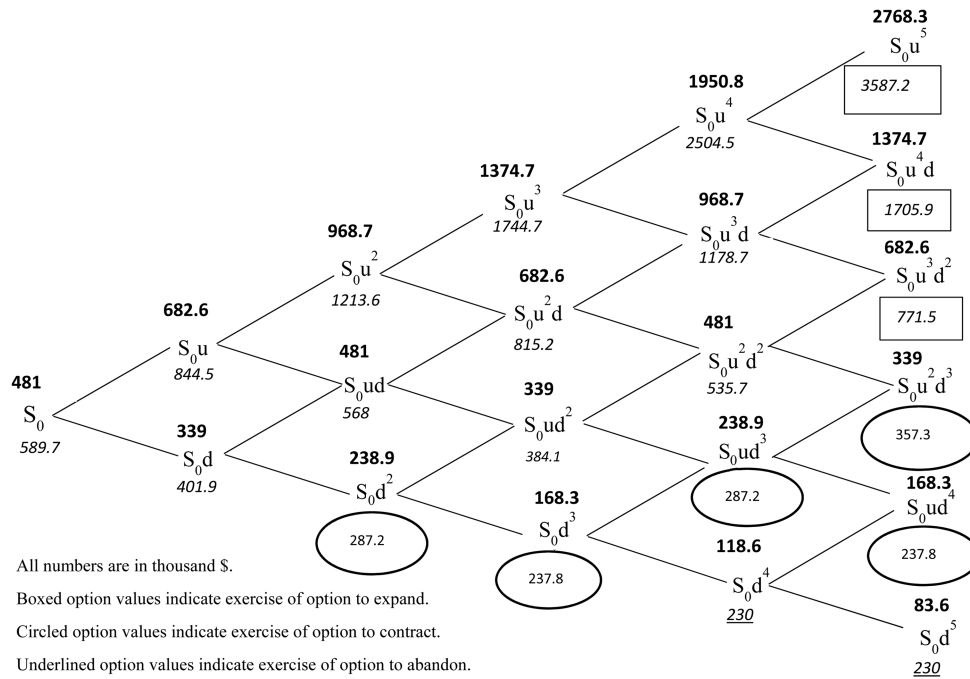 2768.3
S₀u⁵
3587.2
1950.8
S₀u⁴
2504.5
1374.7
S₀u⁴d
1705.9
1374.7
S₀u³
1744.7
968.7
S₀u³d
1178.7
968.7
S₀u²
1213.6
682.6
S₀u³d²
771.5
682.6
S₀u²d
815.2
682.6
S₀u
844.5
481
S₀u²d²
535.7
481
S₀ud
568
339
S₀u²d³
357.3
481
S₀
589.7
339
S₀ud²
384.1
339
S₀d
401.9
238.9
S₀ud³
287.2
238.9
S₀d²
287.2
168.3
S₀ud⁴
237.8
168.3
S₀d³
237.8
118.6
S₀d⁴
230
83.6
S₀d⁵
230
All numbers are in thousand $.
Boxed option values indicate exercise of option to expand.
Circled option values indicate exercise of option to contract.
Underlined option values indicate exercise of option to abandon.